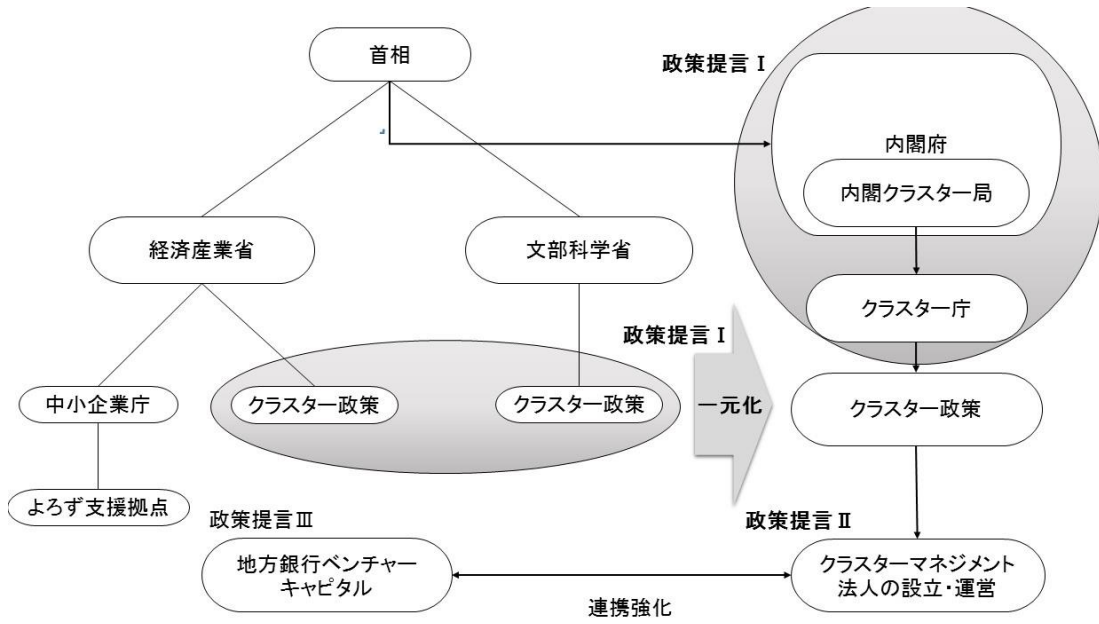 首相
政策提言Ⅰ
内閣府
内閣クラスター局
経済産業省
文部科学省
クラスター庁
政策提言Ⅰ
中小企業庁
クラスター政策
クラスター政策
一元化
クラスター政策
よろず支援拠点
政策提言Ⅲ
政策提言Ⅱ
地方銀行ベンチャー
キャピタル
クラスターマネジメント
法人の設立・運営
連携強化